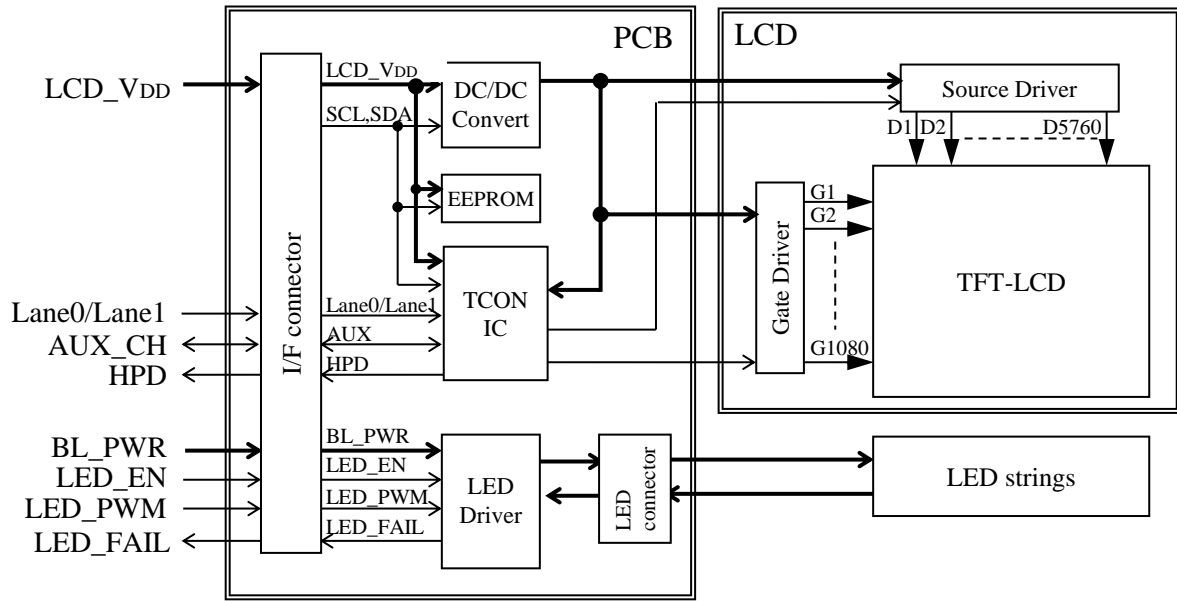 PCB
LCD
LCD_VDD
LCD_VDD
SCL,SDA
DC/DC
Convert
Source Driver
D1 D2 D5760
EEPROM
G1
G2
G1080
Gate Driver
TFT-LCD
I/F connector
TCON
IC
Lane0/Lane1
AUX_CH
HPD
Lane0/Lane1
AUX
HPD
BL_PWR
LED_EN
LED_PWM
LED_FAIL
BL_PWR
LED_EN
LED_PWM
LED_FAIL
LED
Driver
LED
connector
LED strings